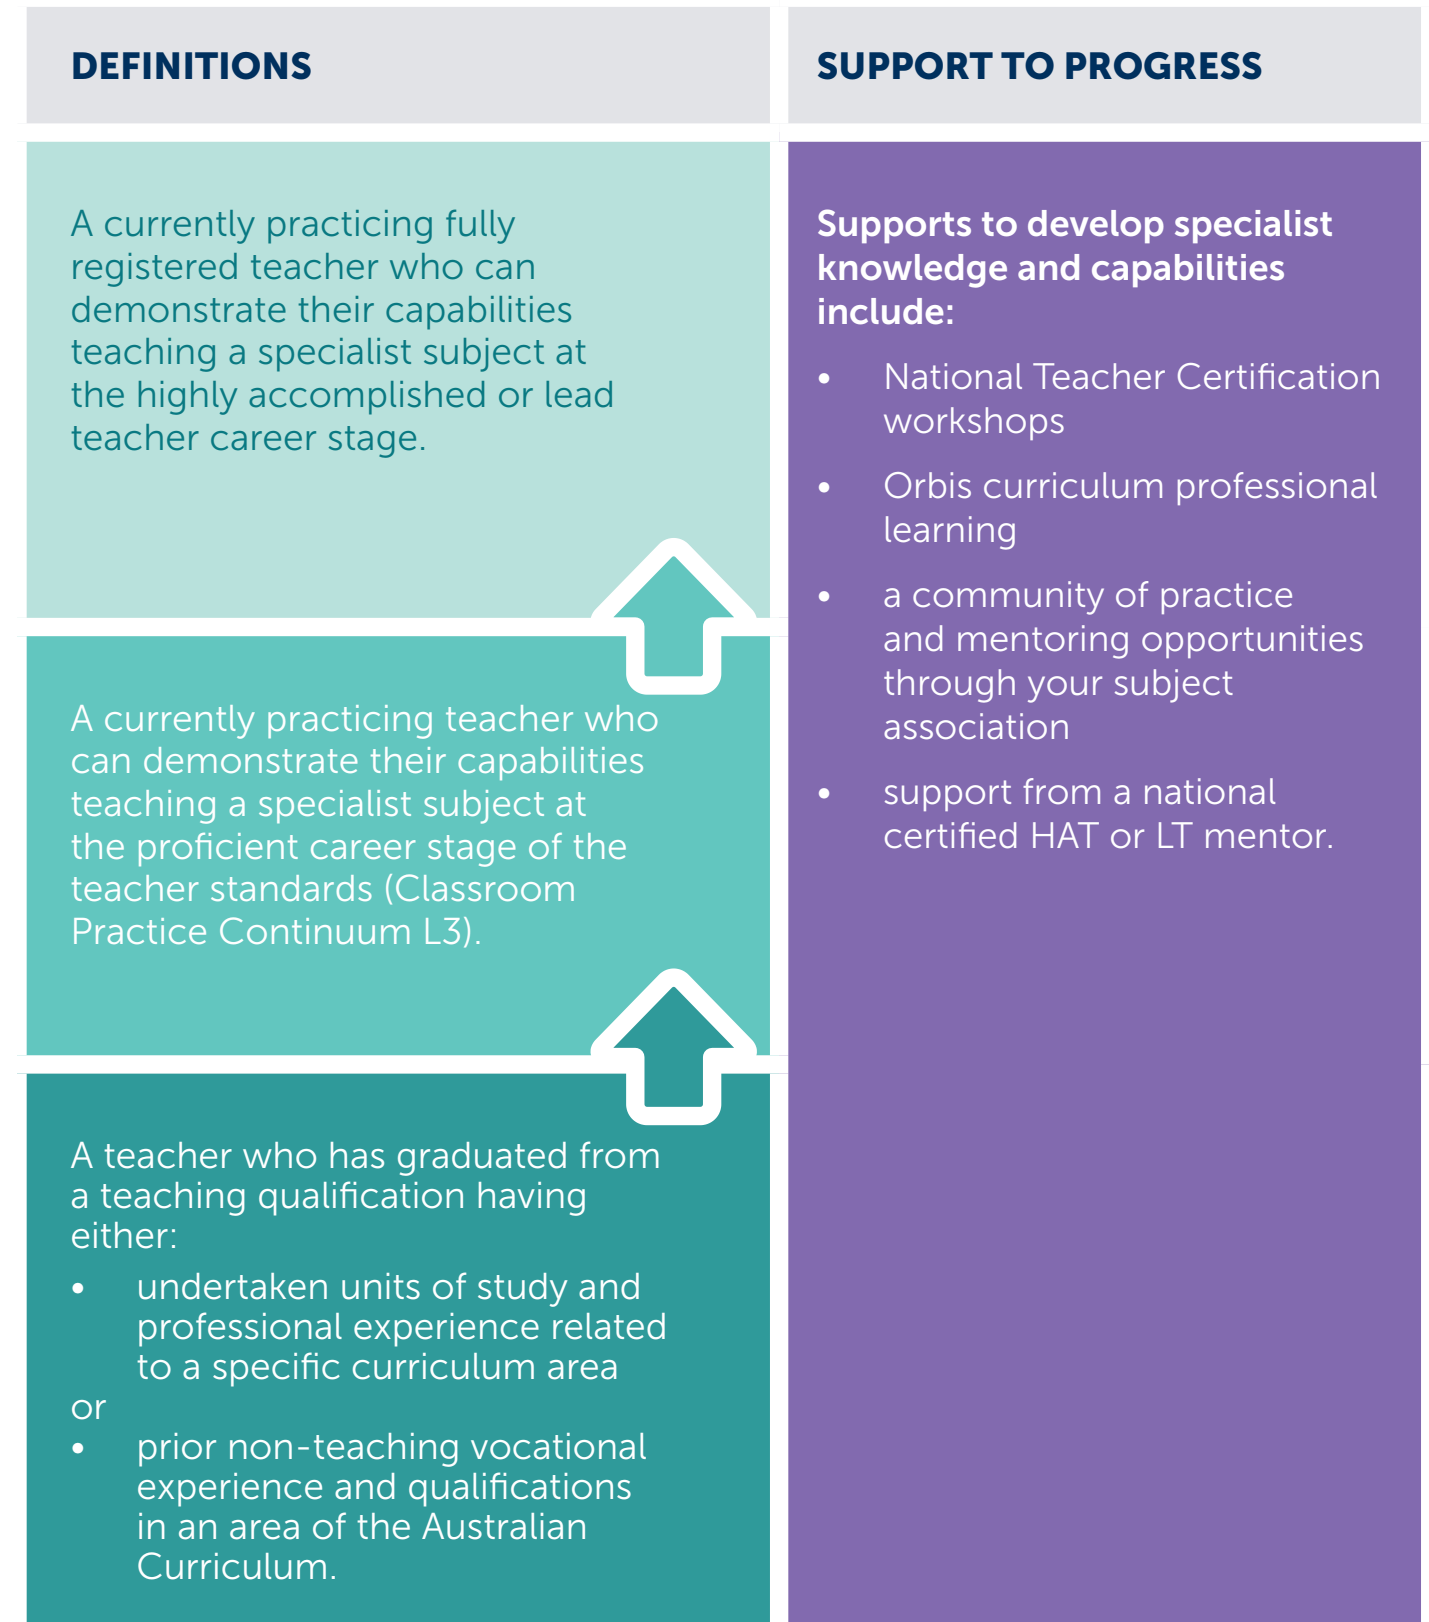 DEFINITIONS
A currently practicing fully
registered teacher who can
demonstrate their capabilities
teaching a specialist subject at
the highly accomplished or lead
teacher career stage.
A currently practicing teacher who
can demonstrate their capabilities
teaching a specialist subject at
the proficient career stage of the
teacher standards (Classroom
Practice Continuum L3).
A teacher who has graduated from
a teaching qualification having
either:
• undertaken units of study and
professional experience related
to a specific curriculum area
or
• prior non-teaching vocational
experience and qualifications
in an area of the Australian
Curriculum.
SUPPORT TO PROGRESS
Supports to develop specialist
knowledge and capabilities
include:
• National Teacher Certification
workshops
• Orbis curriculum professional
learning
• a community of practice
and mentoring opportunities
through your subject
association
• support from a national
certified HAT or LT mentor.